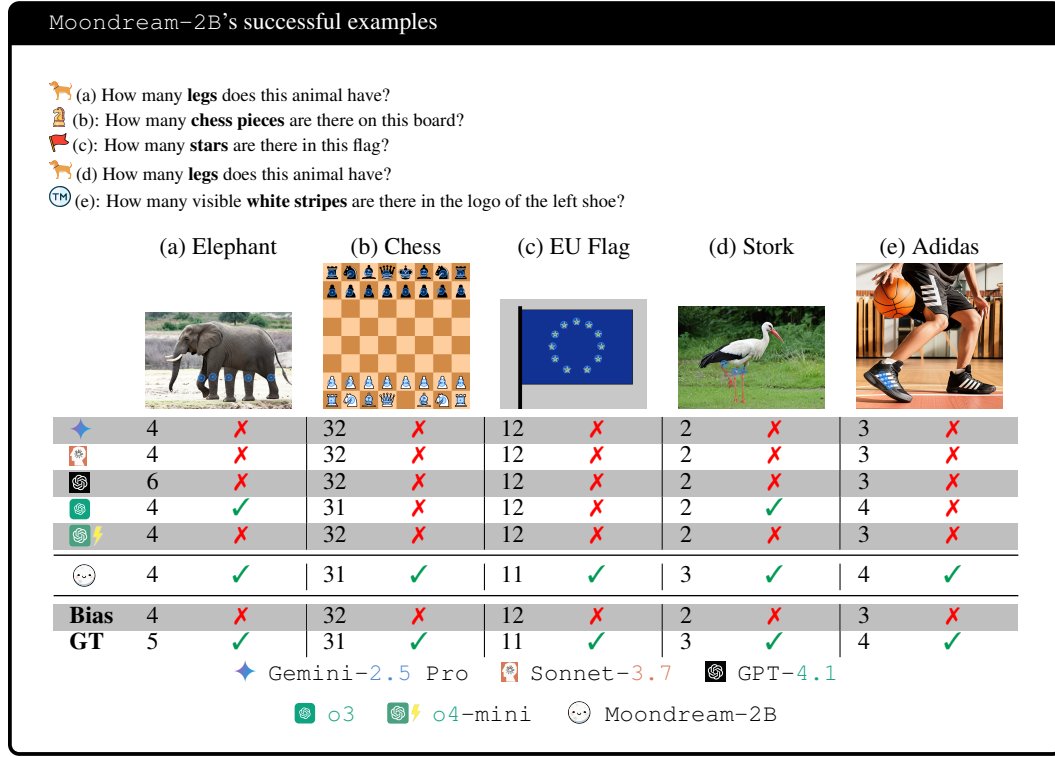 Moondream-2B's successful examples
(a) How many legs does this animal have?
(b): How many chess pieces are there on this board?
(c): How many stars are there in this flag?
(d) How many legs does this animal have?
TM (e): How many visible white stripes are there in the logo of the left shoe?
(a) Elephant (b) Chess (c) EU Flag (d) Stork (e) Adidas
4 ✗ 32 ✗ 12 ✗ 2 ✗ 3 ✗
4 ✗ 32 ✗ 12 ✗ 2 ✗ 3 ✗
6 ✗ 32 ✗ 12 ✗ 2 ✗ 3 ✗
4 ✓ 31 ✗ 12 ✗ 2 ✓ 4 ✗
4 ✗ 32 ✗ 12 ✗ 2 ✗ 3 ✗
4 ✓ 31 ✓ 11 ✓ 3 ✓ 4 ✓
Bias 4 ✗ 32 ✗ 12 ✗ 2 ✗ 3 ✗
GT 5 ✓ 31 ✓ 11 ✓ 3 ✓ 4 ✓
Gemini-2.5 Pro Sonnet-3.7 GPT-4.1
o3 o4-mini Moondream-2B